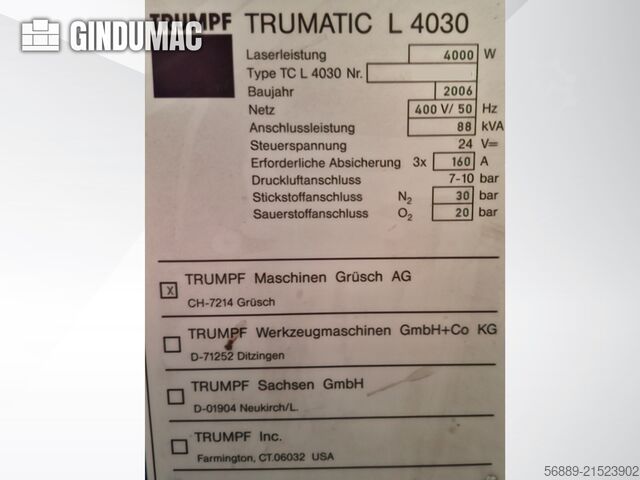 GINDUMAC
TRUMPF TRUMATIC L 4030
Laserleistung 4000 W
Type TC L 4030 Nr.
Baujahr 2006
Netz 400 V/ 50 Hz
Anschlussleistung 88 kVA
Steuerspannung 24 V=
Erforderliche Absicherung 3x 160 A
Druckluftanschluss 7-10 bar
Stickstoffanschluss N2 30 bar
Sauerstoffanschluss O2 20 bar
X TRUMPF Maschinen Grüsch AG
CH-7214 Grüsch
TRUMPF Werkzeugmaschinen GmbH+Co KG
D-71252 Ditzingen
TRUMPF Sachsen GmbH
D-01904 Neukirch/L.
TRUMPF Inc.
Farmington, CT.06032 USA
56889-21523902